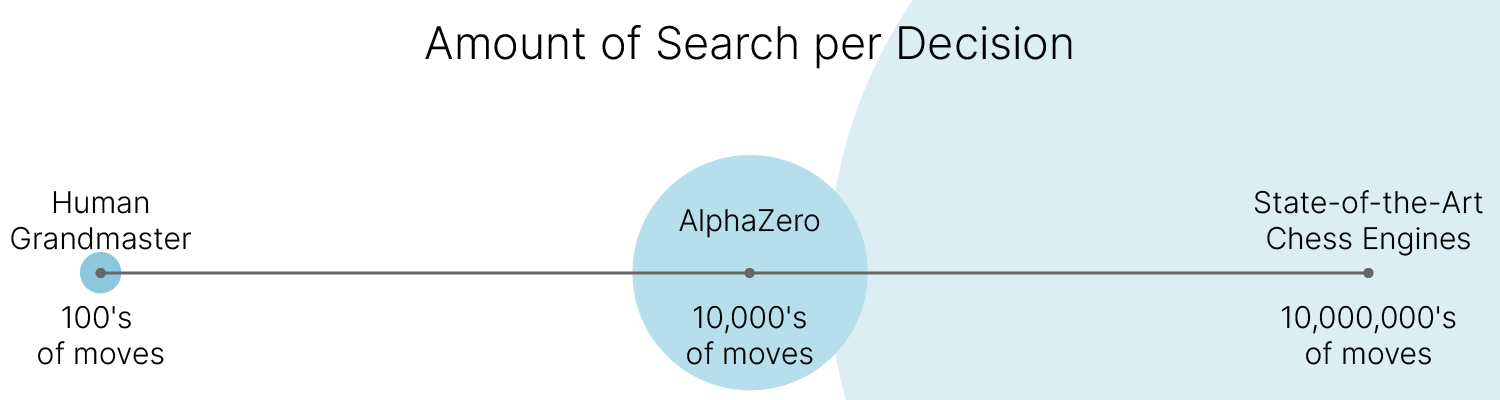 Amount of Search per Decision
Human
Grandmaster
100's
of moves
AlphaZero
10,000's
of moves
State-of-the-Art
Chess Engines
10,000,000's
of moves